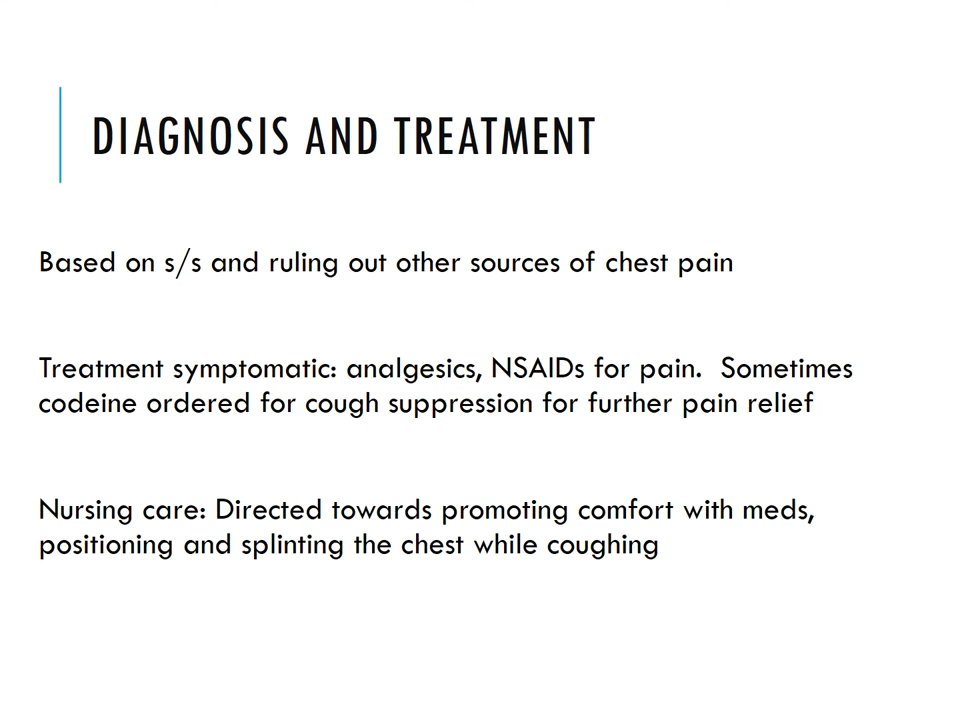 DIAGNOSIS AND TREATMENT
Based on s/s and ruling out other sources of chest pain
Treatment symptomatic: analgesics, NSAIDs for pain.  Sometimes
codeine ordered for cough suppression for further pain relief
Nursing care: Directed towards promoting comfort with meds,
positioning and splinting the chest while coughing